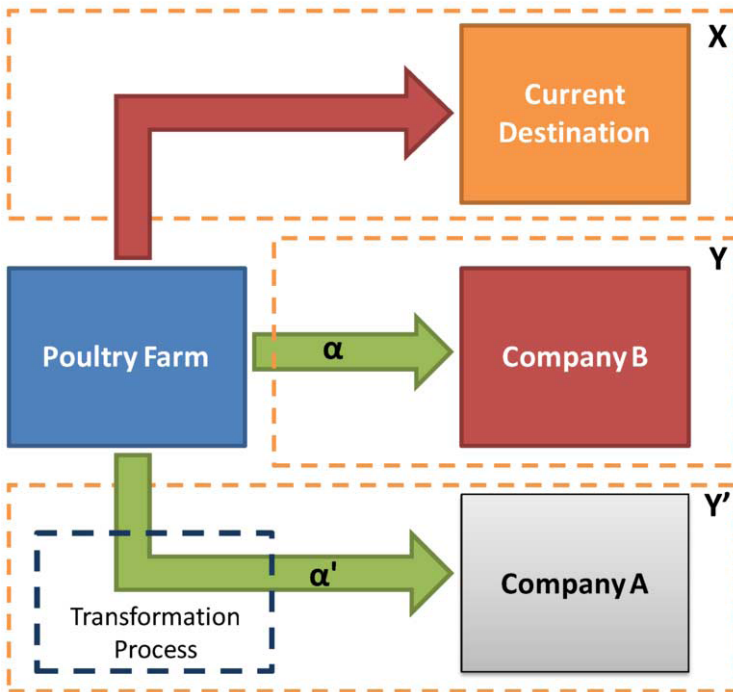 X
Current
Destination
Y
Poultry Farm
α
Company B
Y’
α'
Company A
Transformation
Process